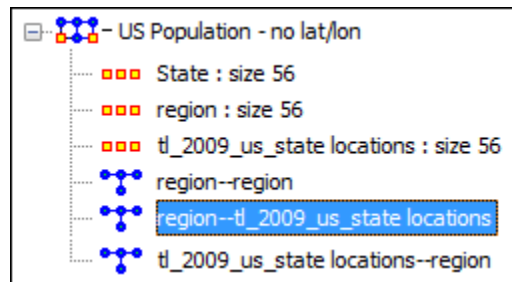 US Population - no lat/lon
State : size 56
region : size 56
tl_2009_us_state locations : size 56
region--region
region--tl_2009_us_state locations
tl_2009_us_state locations--region